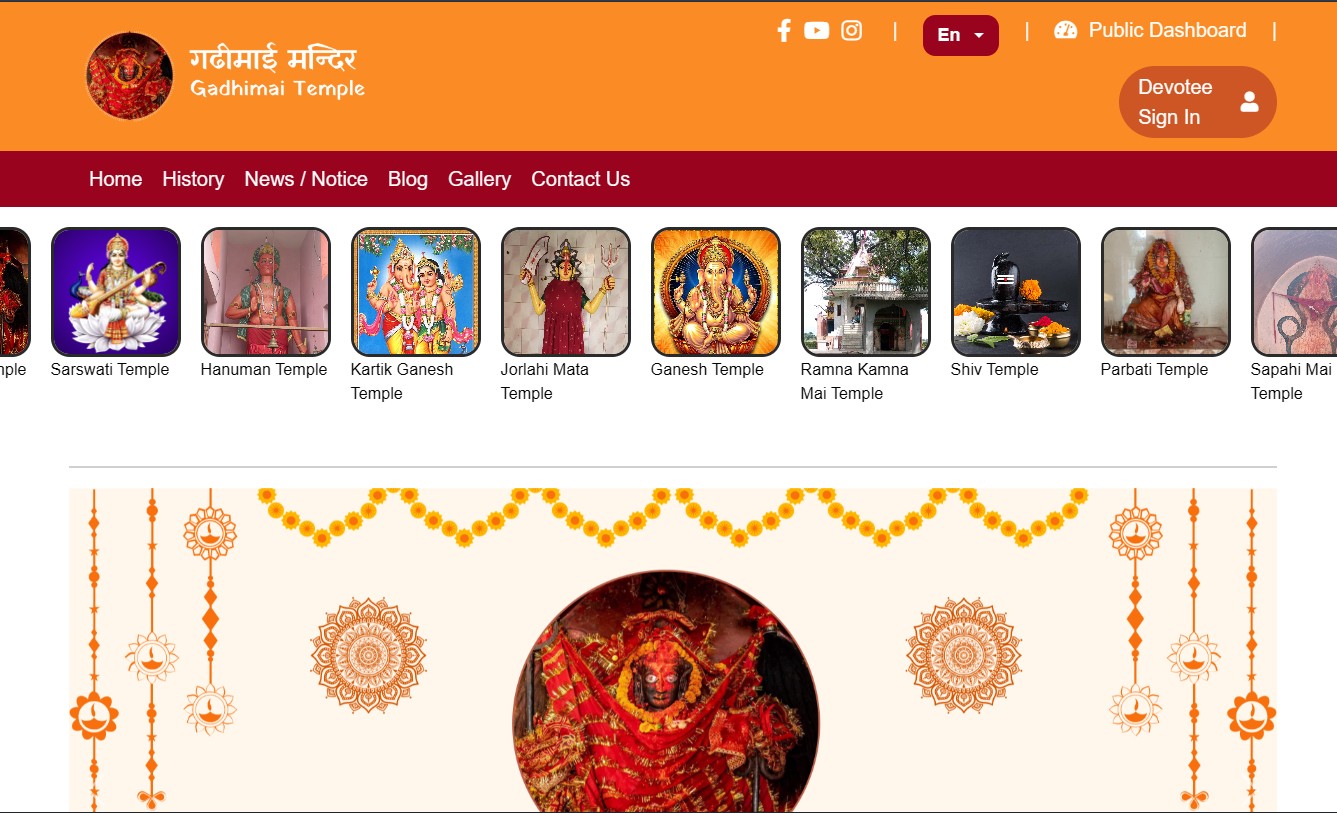 गढीमाई मन्दिर
Gadhimai Temple
|
En
|
Public Dashboard
|
Devotee
Sign In
Home
History
News / Notice
Blog
Gallery
Contact Us
Sarswati Temple
Hanuman Temple
Kartik Ganesh
Temple
Jorlahi Mata
Temple
Ganesh Temple
Ramna Kamna
Mai Temple
Shiv Temple
Parbati Temple
Sapahi Mai
Temple